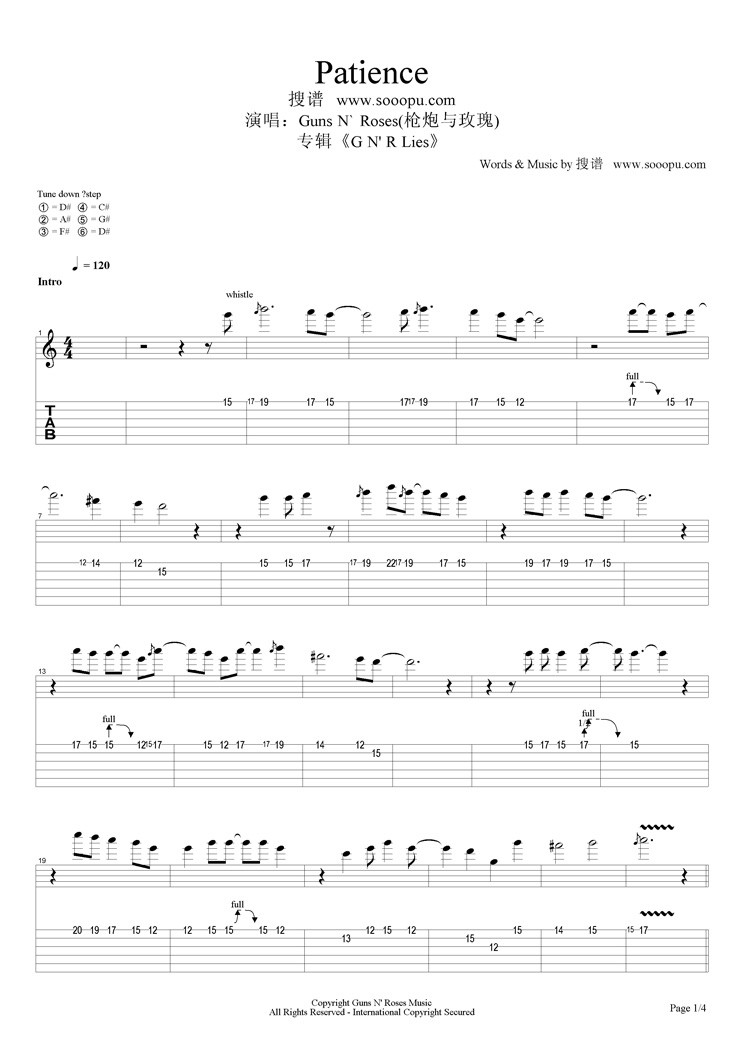 Patience
搜谱 www.sooopu.com
演唱：Guns N` Roses(枪炮与玫瑰)
专辑《G N' R Lies》
Words & Music by 搜谱 www.sooopu.com
Tune down ?step
① = D# ④ = C#
② = A# ⑤ = G#
③ = F# ⑥ = D#
♩ = 120
Intro
whistle
1
4
4
full
T
A
B
15 17 19 17 15 17 17 19 17 15 12 17 15 17
7
12 14 12 15 15 15 17 17 19 22 17 19 17 15 19 17 19 17 15
13
full
full
1/2
17 15 15 15 12 15 17 15 12 15 17 17 19 14 12 15 15 17 15 17 15
19
full
20 19 17 15 12 12 15 15 15 12 13 12 15 12 15 12 15 14 15 15 17
Copyright Guns N' Roses Music
All Rights Reserved - International Copyright Secured
Page 1/4